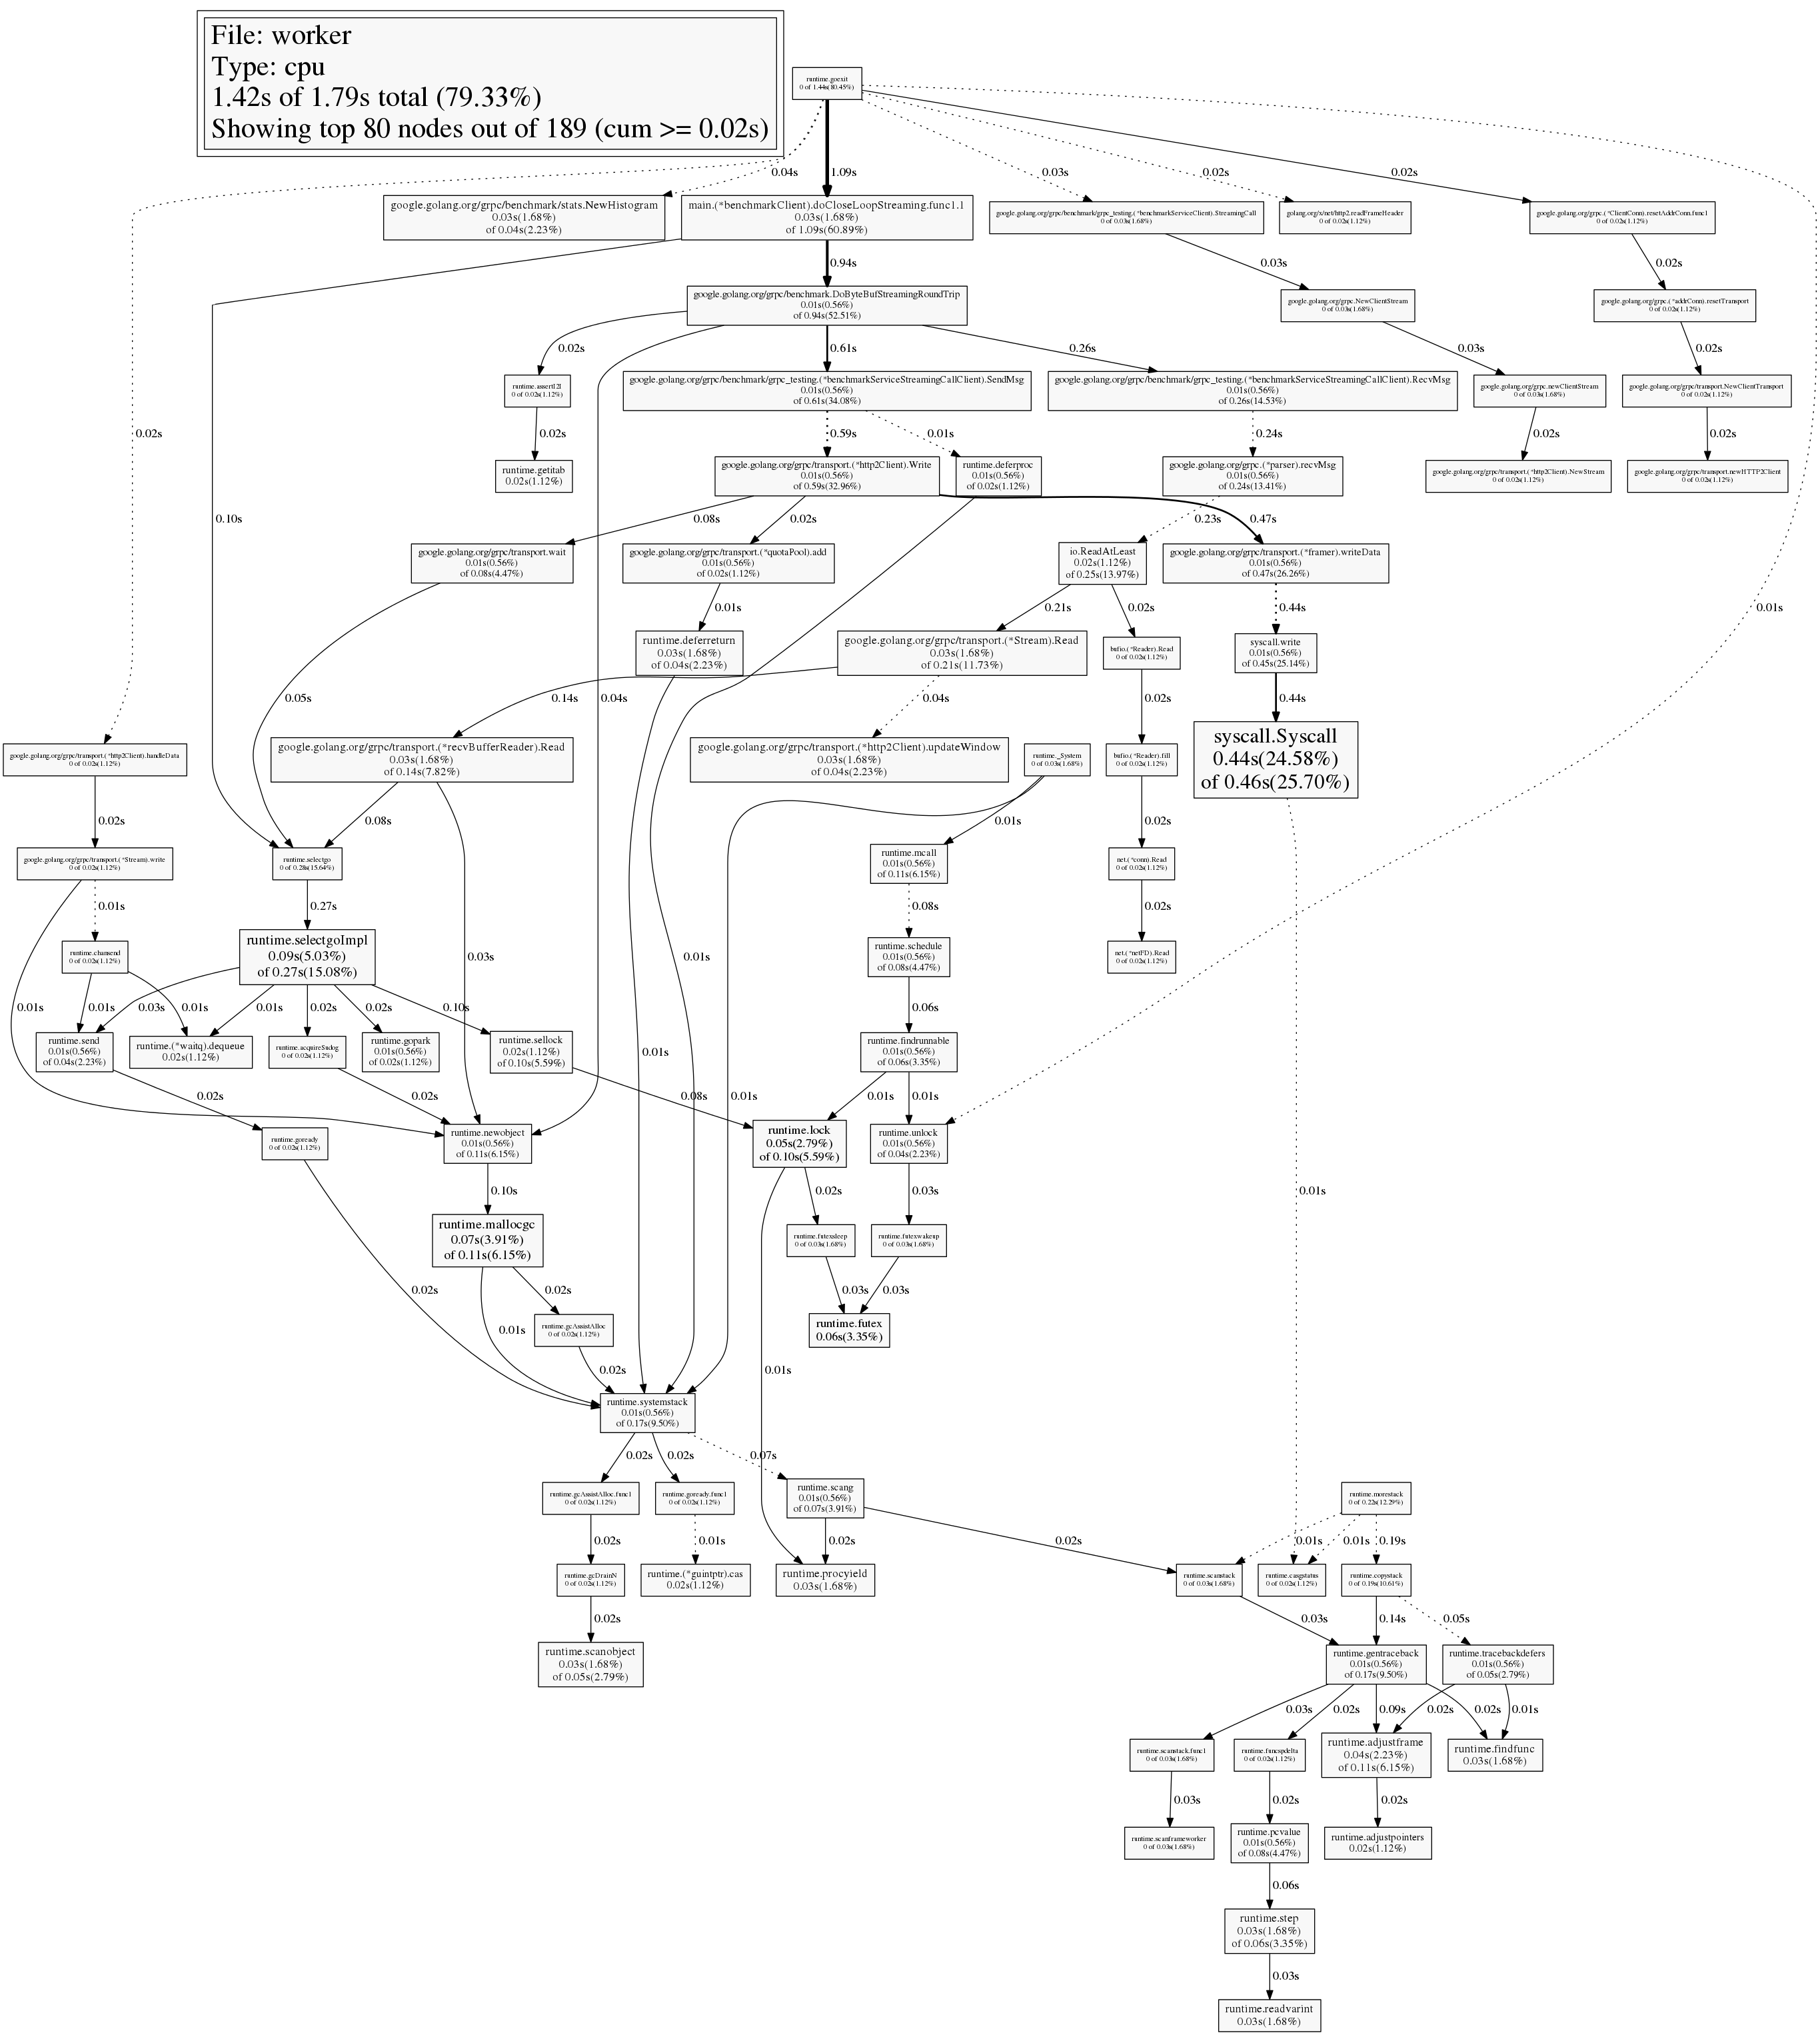 File: worker
Type: cpu
1.42s of 1.79s total (79.33%)
Showing top 80 nodes out of 189 (cum >= 0.02s)
runtime.goexit
0 of 1.44s(80.45%)
0.04s
1.09s
0.03s
0.02s
0.02s
google.golang.org/grpc/benchmark/stats.NewHistogram
0.03s(1.68%)
of 0.04s(2.23%)
main.(*benchmarkClient).doCloseLoopStreaming.func1.1
0.03s(1.68%)
of 1.09s(60.89%)
google.golang.org/grpc/benchmark/grpc_testing.(*benchmarkServiceClient).StreamingCall
0 of 0.03s(1.68%)
golang.org/x/net/http2.readFrameHeader
0 of 0.02s(1.12%)
google.golang.org/grpc.(*ClientConn).resetAddrConn.func1
0 of 0.02s(1.12%)
0.94s
0.03s
0.02s
google.golang.org/grpc/benchmark.DoByteBufStreamingRoundTrip
0.01s(0.56%)
of 0.94s(52.51%)
google.golang.org/grpc.NewClientStream
0 of 0.03s(1.68%)
google.golang.org/grpc.(*addrConn).resetTransport
0 of 0.02s(1.12%)
0.02s
0.61s
0.26s
0.03s
0.02s
runtime.assertI2I
0 of 0.02s(1.12%)
google.golang.org/grpc/benchmark/grpc_testing.(*benchmarkServiceStreamingCallClient).SendMsg
0.01s(0.56%)
of 0.61s(34.08%)
google.golang.org/grpc/benchmark/grpc_testing.(*benchmarkServiceStreamingCallClient).RecvMsg
0.01s(0.56%)
of 0.26s(14.53%)
google.golang.org/grpc.newClientStream
0 of 0.03s(1.68%)
google.golang.org/grpc/transport.NewClientTransport
0 of 0.02s(1.12%)
0.02s
0.02s
0.59s
0.01s
0.24s
0.02s
0.02s
runtime.getitab
0.02s(1.12%)
google.golang.org/grpc/transport.(*http2Client).Write
0.01s(0.56%)
of 0.59s(32.96%)
runtime.deferproc
0.01s(0.56%)
of 0.02s(1.12%)
google.golang.org/grpc.(*parser).recvMsg
0.01s(0.56%)
of 0.24s(13.41%)
google.golang.org/grpc/transport.(*http2Client).NewStream
0 of 0.02s(1.12%)
google.golang.org/grpc/transport.newHTTP2Client
0 of 0.02s(1.12%)
0.10s
0.08s
0.02s
0.23s
0.47s
google.golang.org/grpc/transport.wait
0.01s(0.56%)
of 0.08s(4.47%)
google.golang.org/grpc/transport.(*quotaPool).add
0.01s(0.56%)
of 0.02s(1.12%)
io.ReadAtLeast
0.02s(1.12%)
of 0.25s(13.97%)
google.golang.org/grpc/transport.(*framer).writeData
0.01s(0.56%)
of 0.47s(26.26%)
0.01s
0.21s
0.02s
0.44s
0.01s
runtime.deferreturn
0.03s(1.68%)
of 0.04s(2.23%)
google.golang.org/grpc/transport.(*Stream).Read
0.03s(1.68%)
of 0.21s(11.73%)
bufio.(*Reader).Read
0 of 0.02s(1.12%)
syscall.write
0.01s(0.56%)
of 0.45s(25.14%)
0.05s
0.14s
0.04s
0.04s
0.02s
0.44s
google.golang.org/grpc/transport.(*http2Client).handleData
0 of 0.02s(1.12%)
google.golang.org/grpc/transport.(*recvBufferReader).Read
0.03s(1.68%)
of 0.14s(7.82%)
google.golang.org/grpc/transport.(*http2Client).updateWindow
0.03s(1.68%)
of 0.04s(2.23%)
runtime._System
0 of 0.03s(1.68%)
bufio.(*Reader).fill
0 of 0.02s(1.12%)
syscall.Syscall
0.44s(24.58%)
of 0.46s(25.70%)
0.02s
0.08s
0.01s
0.02s
google.golang.org/grpc/transport.(*Stream).write
0 of 0.02s(1.12%)
runtime.selectgo
0 of 0.28s(15.64%)
runtime.mcall
0.01s(0.56%)
of 0.11s(6.15%)
net.(*conn).Read
0 of 0.02s(1.12%)
0.01s
0.27s
0.08s
0.02s
runtime.chansend
0 of 0.02s(1.12%)
runtime.selectgoImpl
0.09s(5.03%)
of 0.27s(15.08%)
0.03s
0.01s
runtime.schedule
0.01s(0.56%)
of 0.08s(4.47%)
net.(*netFD).Read
0 of 0.02s(1.12%)
0.01s
0.01s
0.03s
0.01s
0.01s
0.02s
0.02s
0.10s
0.06s
runtime.send
0.01s(0.56%)
of 0.04s(2.23%)
runtime.(*waitq).dequeue
0.02s(1.12%)
runtime.acquireSudog
0 of 0.02s(1.12%)
runtime.gopark
0.01s(0.56%)
of 0.02s(1.12%)
runtime.sellock
0.02s(1.12%)
of 0.10s(5.59%)
0.01s
runtime.findrunnable
0.01s(0.56%)
of 0.06s(3.35%)
0.02s
0.02s
0.08s
0.01s
0.01s
0.01s
runtime.goready
0 of 0.02s(1.12%)
runtime.newobject
0.01s(0.56%)
of 0.11s(6.15%)
runtime.lock
0.05s(2.79%)
of 0.10s(5.59%)
runtime.unlock
0.01s(0.56%)
of 0.04s(2.23%)
0.10s
0.02s
0.03s
0.01s
runtime.mallocgc
0.07s(3.91%)
of 0.11s(6.15%)
runtime.futexsleep
0 of 0.03s(1.68%)
runtime.futexwakeup
0 of 0.03s(1.68%)
0.02s
0.02s
0.03s
0.03s
0.01s
runtime.gcAssistAlloc
0 of 0.02s(1.12%)
runtime.futex
0.06s(3.35%)
0.02s
0.01s
runtime.systemstack
0.01s(0.56%)
of 0.17s(9.50%)
0.02s
0.02s
0.07s
runtime.gcAssistAlloc.func1
0 of 0.02s(1.12%)
runtime.goready.func1
0 of 0.02s(1.12%)
runtime.scang
0.01s(0.56%)
of 0.07s(3.91%)
runtime.morestack
0 of 0.22s(12.29%)
0.02s
0.01s
0.02s
0.02s
0.01s
0.01s
0.19s
runtime.gcDrainN
0 of 0.02s(1.12%)
runtime.(*guintptr).cas
0.02s(1.12%)
runtime.procyield
0.03s(1.68%)
runtime.scanstack
0 of 0.03s(1.68%)
runtime.casgstatus
0 of 0.02s(1.12%)
runtime.copystack
0 of 0.19s(10.61%)
0.02s
0.03s
0.14s
0.05s
runtime.scanobject
0.03s(1.68%)
of 0.05s(2.79%)
runtime.gentraceback
0.01s(0.56%)
of 0.17s(9.50%)
runtime.tracebackdefers
0.01s(0.56%)
of 0.05s(2.79%)
0.03s
0.02s
0.09s
0.02s
0.02s
0.01s
runtime.scanstack.func1
0 of 0.03s(1.68%)
runtime.funcspdelta
0 of 0.02s(1.12%)
runtime.adjustframe
0.04s(2.23%)
of 0.11s(6.15%)
runtime.findfunc
0.03s(1.68%)
0.03s
0.02s
0.02s
runtime.scanframeworker
0 of 0.03s(1.68%)
runtime.pcvalue
0.01s(0.56%)
of 0.08s(4.47%)
runtime.adjustpointers
0.02s(1.12%)
0.06s
runtime.step
0.03s(1.68%)
of 0.06s(3.35%)
0.03s
runtime.readvarint
0.03s(1.68%)